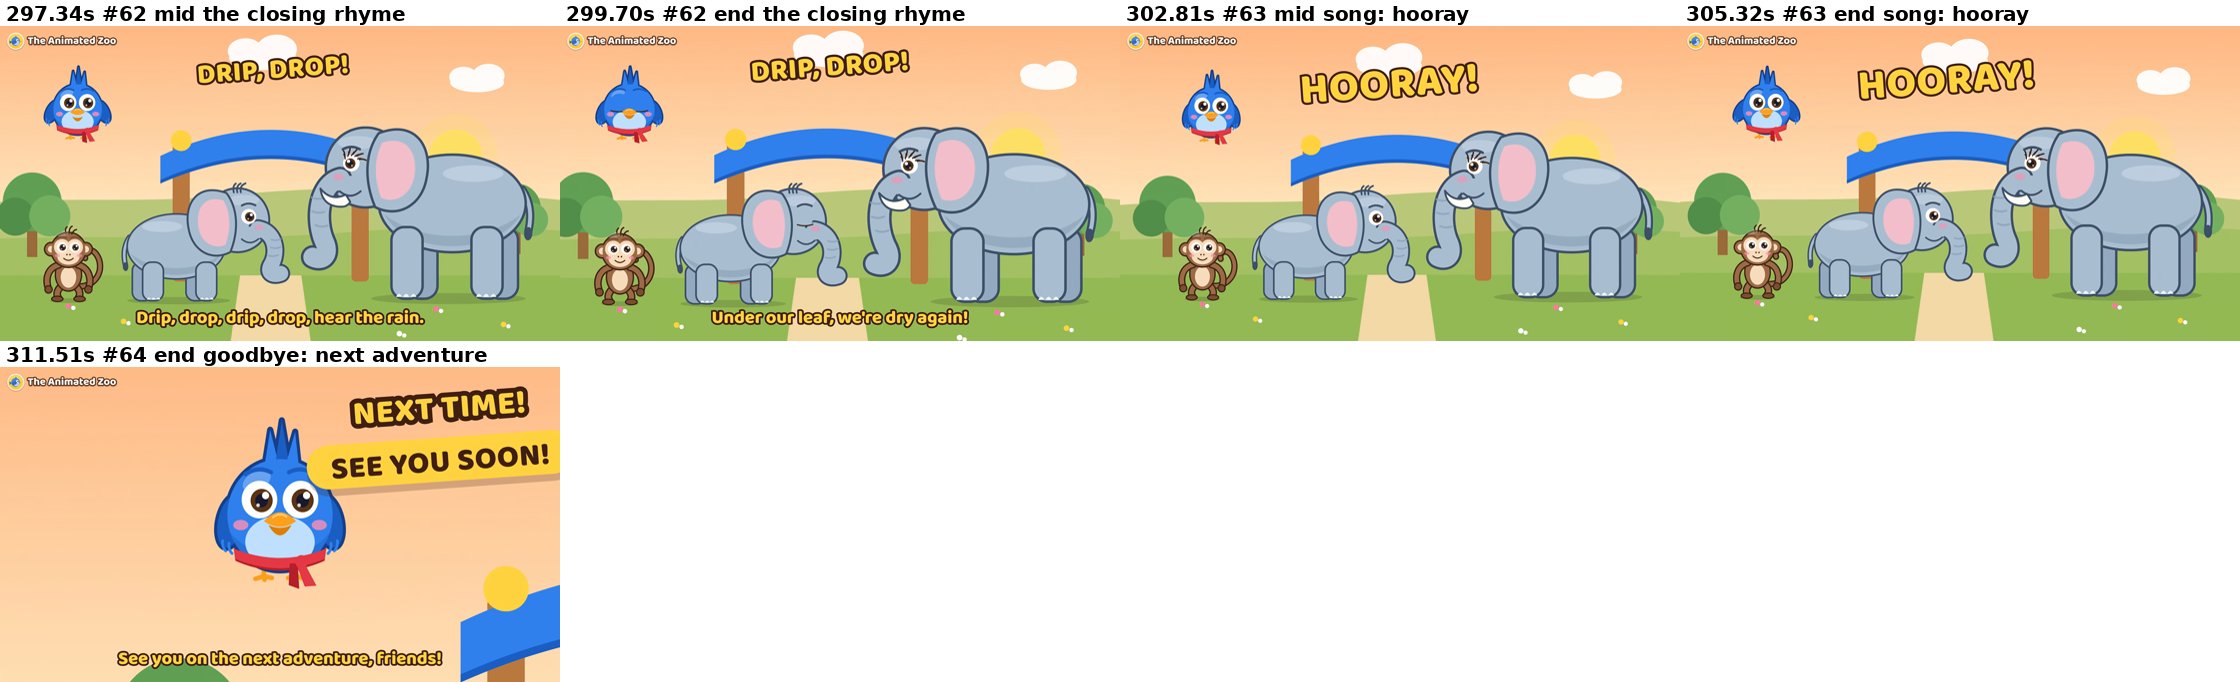 297.34s #62 mid the closing rhyme
The Animated Zoo
DRIP, DROP!
Drip, drop, drip, drop, hear the rain.
299.70s #62 end the closing rhyme
The Animated Zoo
DRIP, DROP!
Under our leaf, we're dry again!
302.81s #63 mid song: hooray
The Animated Zoo
HOORAY!
305.32s #63 end song: hooray
The Animated Zoo
HOORAY!
311.51s #64 end goodbye: next adventure
The Animated Zoo
NEXT TIME!
SEE YOU SOON!
See you on the next adventure, friends!